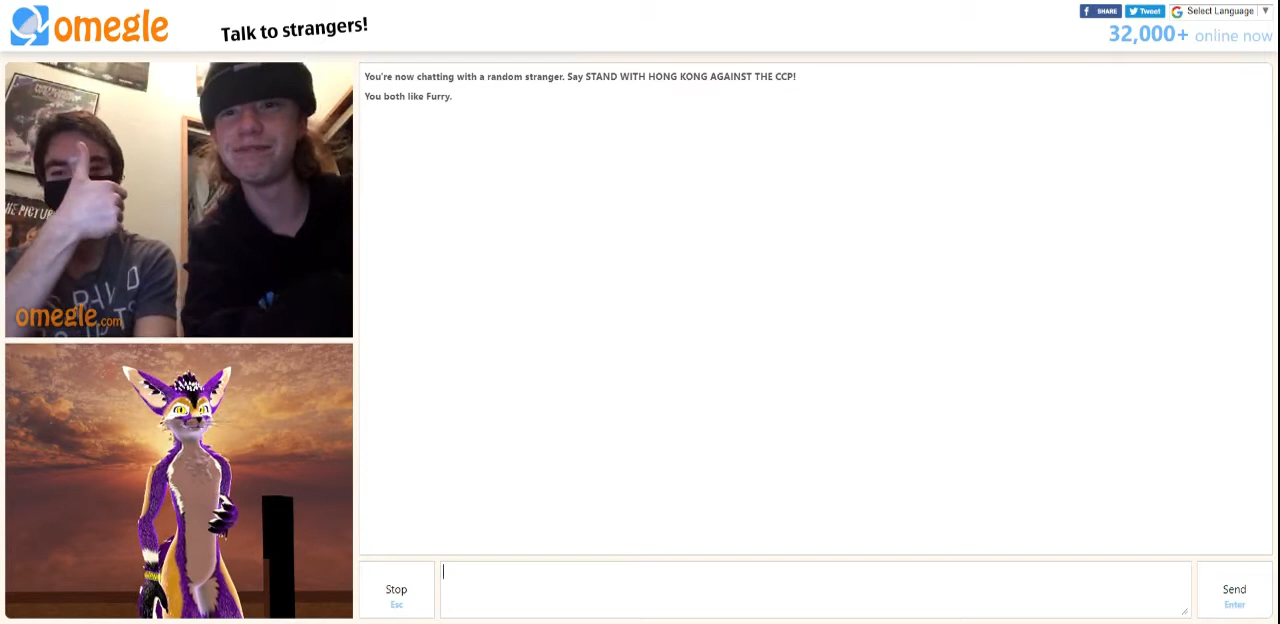 omegle
Talk to strangers!
SHARE
Tweet
Select Language
32,000+ online now
You're now chatting with a random stranger. Say STAND WITH HONG KONG AGAINST THE CCP!
You both like Furry.
omegle.com
Stop
Esc
Send
Enter